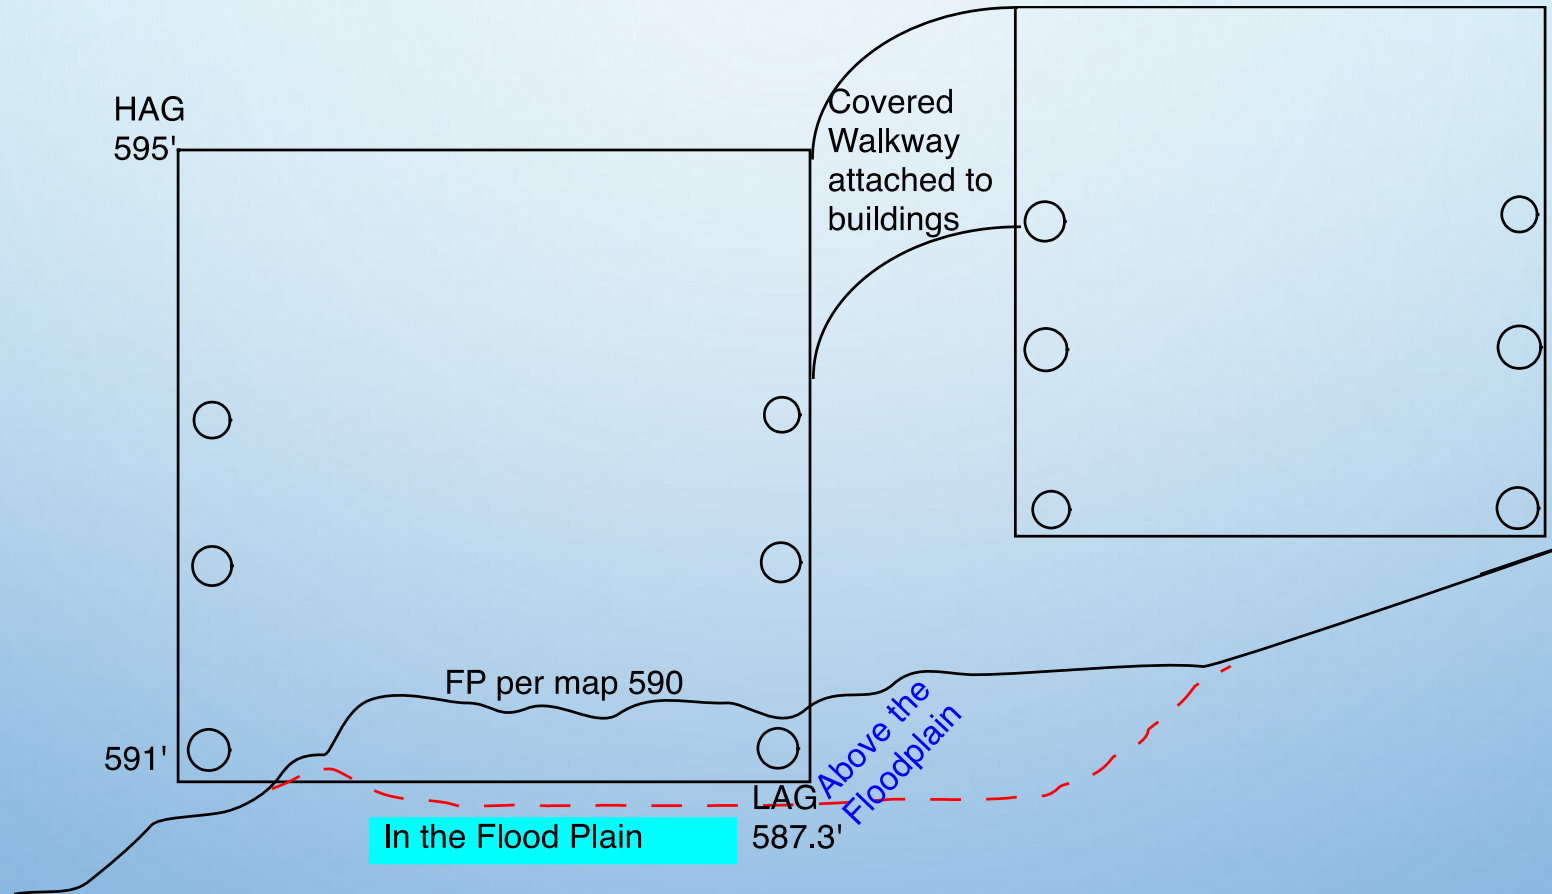 HAG
595'
Covered
Walkway
attached to
buildings
FP per map 590
591'
Above the
Floodplain
LAG
587.3'
In the Flood Plain